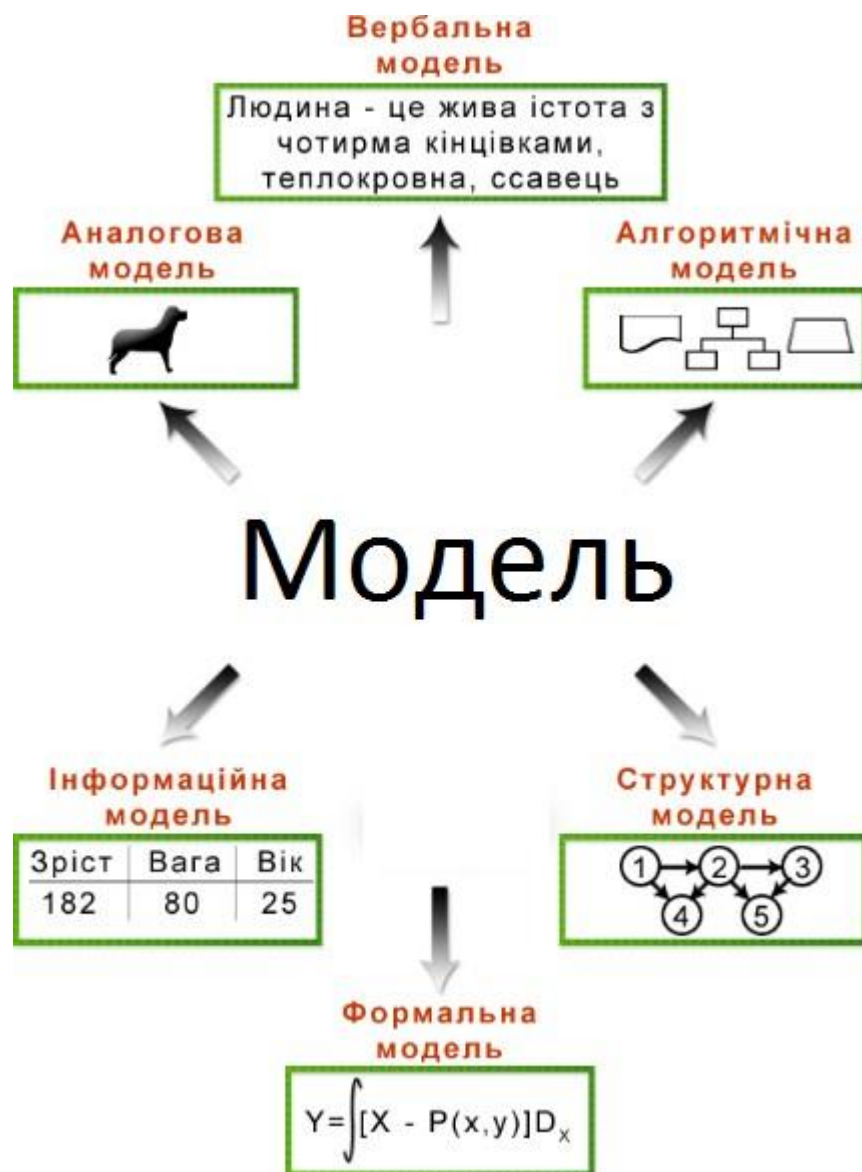 Вербальна
модель
Людина - це жива істота з
чотирма кінцівками,
теплокровна, ссавець
Аналогова
модель
Алгоритмічна
модель
Модель
Інформаційна
модель
Зріст Вага Вік
182 80 25
Структурна
модель
1 2 3
4 5
Формальна
модель
Y=∫[X - P(x,y)]Dₓ